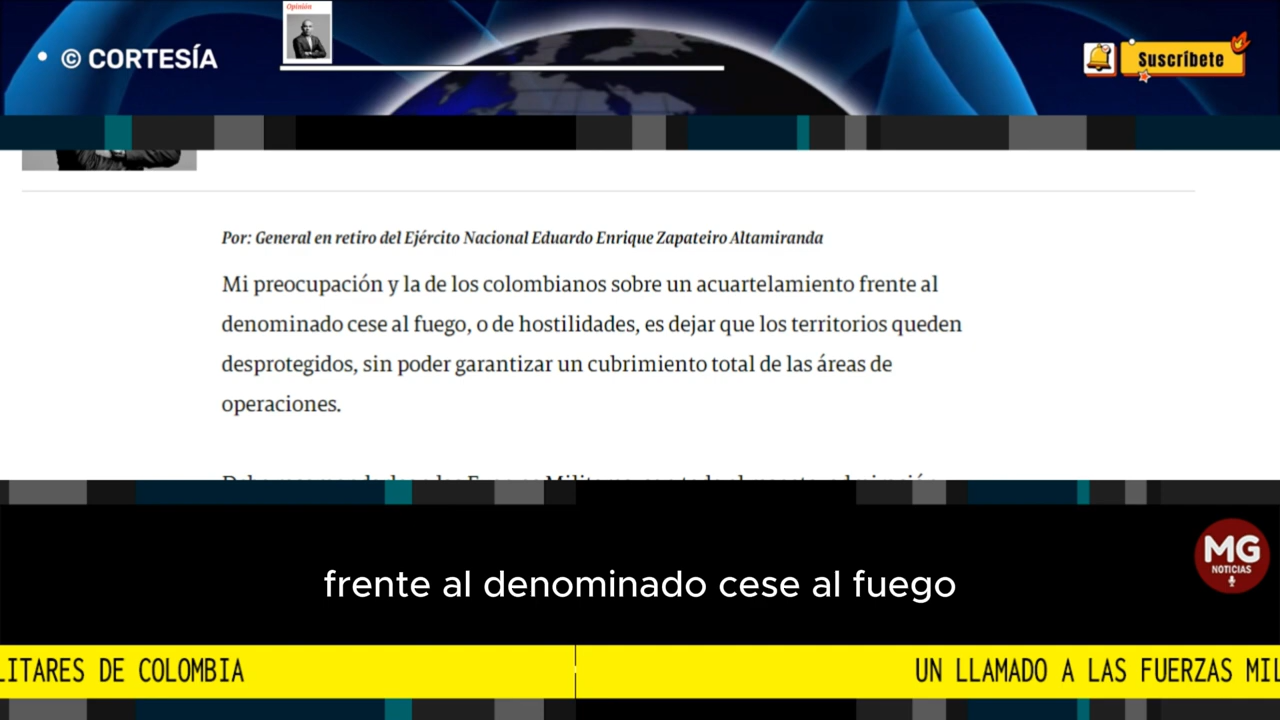 Opinión
• © CORTESÍA
Suscríbete
Por: General en retiro del Ejército Nacional Eduardo Enrique Zapateiro Altamiranda
Mi preocupación y la de los colombianos sobre un acuartelamiento frente al
denominado cese al fuego, o de hostilidades, es dejar que los territorios queden
desprotegidos, sin poder garantizar un cubrimiento total de las áreas de
operaciones.
MG
NOTICIAS
frente al denominado cese al fuego
LITARES DE COLOMBIA
UN LLAMADO A LAS FUERZAS MIL